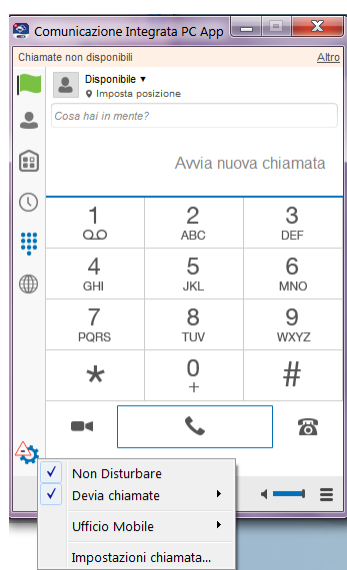 Comunicazione Integrata PC App
Chiamate non disponibili Altro
Disponibile
Imposta posizione
Cosa hai in mente?
Avvia nuova chiamata
1 2 3
ABC DEF
4 5 6
GHI JKL MNO
7 8 9
PQRS TUV WXYZ
* 0 #
+
Non Disturbare
Devia chiamate
Ufficio Mobile
Impostazioni chiamata...